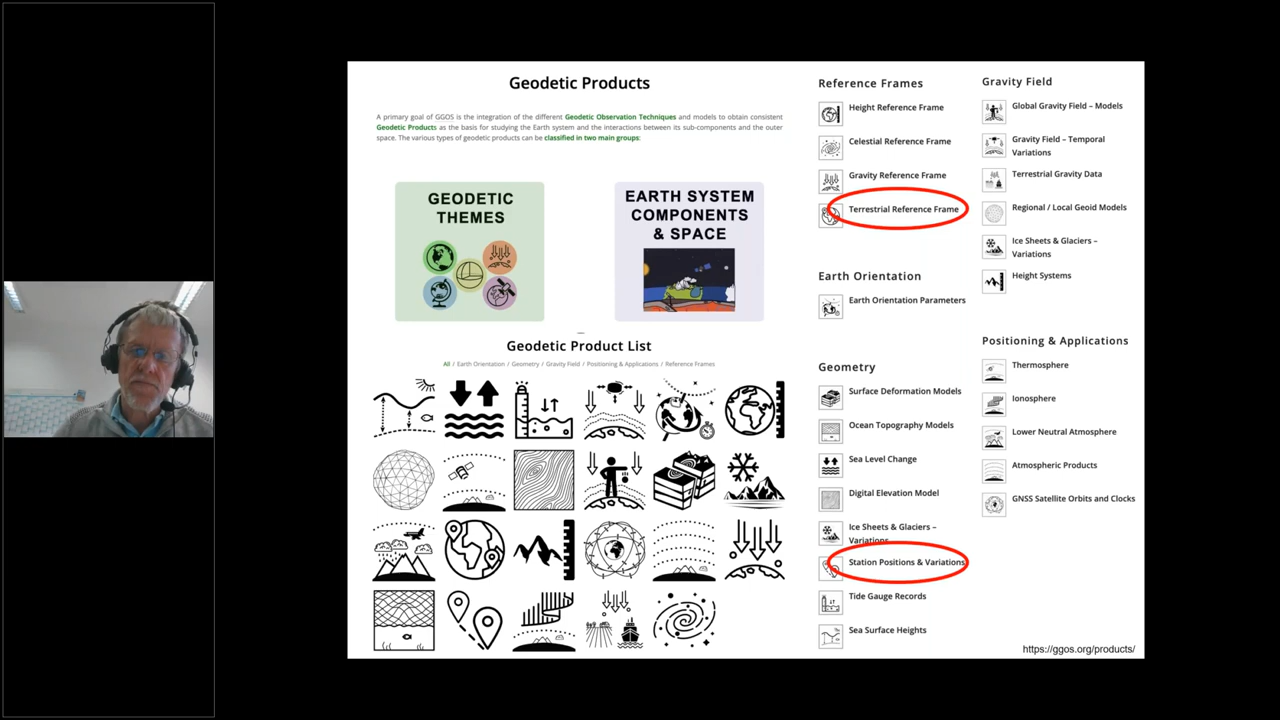 Geodetic Products
A primary goal of GGOS is the integration of the different Geodetic Observation Techniques and models to obtain consistent
Geodetic Products as the basis for studying the Earth system and the interactions between its sub-components and the outer
space. The various types of geodetic products can be classified in two main groups:
GEODETIC
THEMES
EARTH SYSTEM
COMPONENTS
& SPACE
Geodetic Product List
All / Earth Orientation / Geometry / Gravity Field / Positioning & Applications / Reference Frames
Reference Frames
Height Reference Frame
Celestial Reference Frame
Gravity Reference Frame
Terrestrial Reference Frame
Earth Orientation
Earth Orientation Parameters
Geometry
Surface Deformation Models
Ocean Topography Models
Sea Level Change
Digital Elevation Model
Ice Sheets & Glaciers –
Variations
Station Positions & Variations
Tide Gauge Records
Sea Surface Heights
Gravity Field
Global Gravity Field – Models
Gravity Field – Temporal
Variations
Terrestrial Gravity Data
Regional / Local Geoid Models
Ice Sheets & Glaciers –
Variations
Height Systems
Positioning & Applications
Thermosphere
Ionosphere
Lower Neutral Atmosphere
Atmospheric Products
GNSS Satellite Orbits and Clocks
https://ggos.org/products/